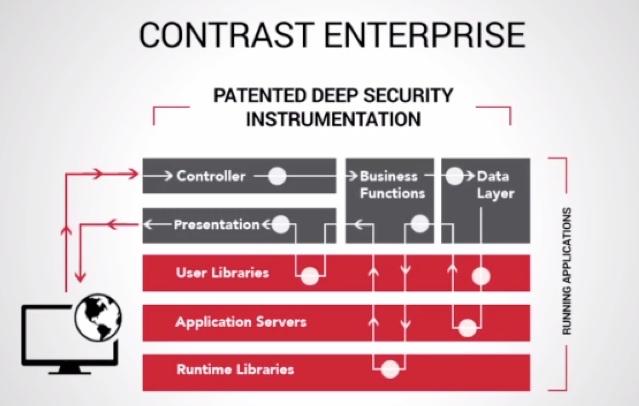 CONTRAST ENTERPRISE
PATENTED DEEP SECURITY
INSTRUMENTATION
Controller
Business
Functions
Data
Layer
Presentation
User Libraries
Application Servers
Runtime Libraries
RUNNING APPLICATIONS